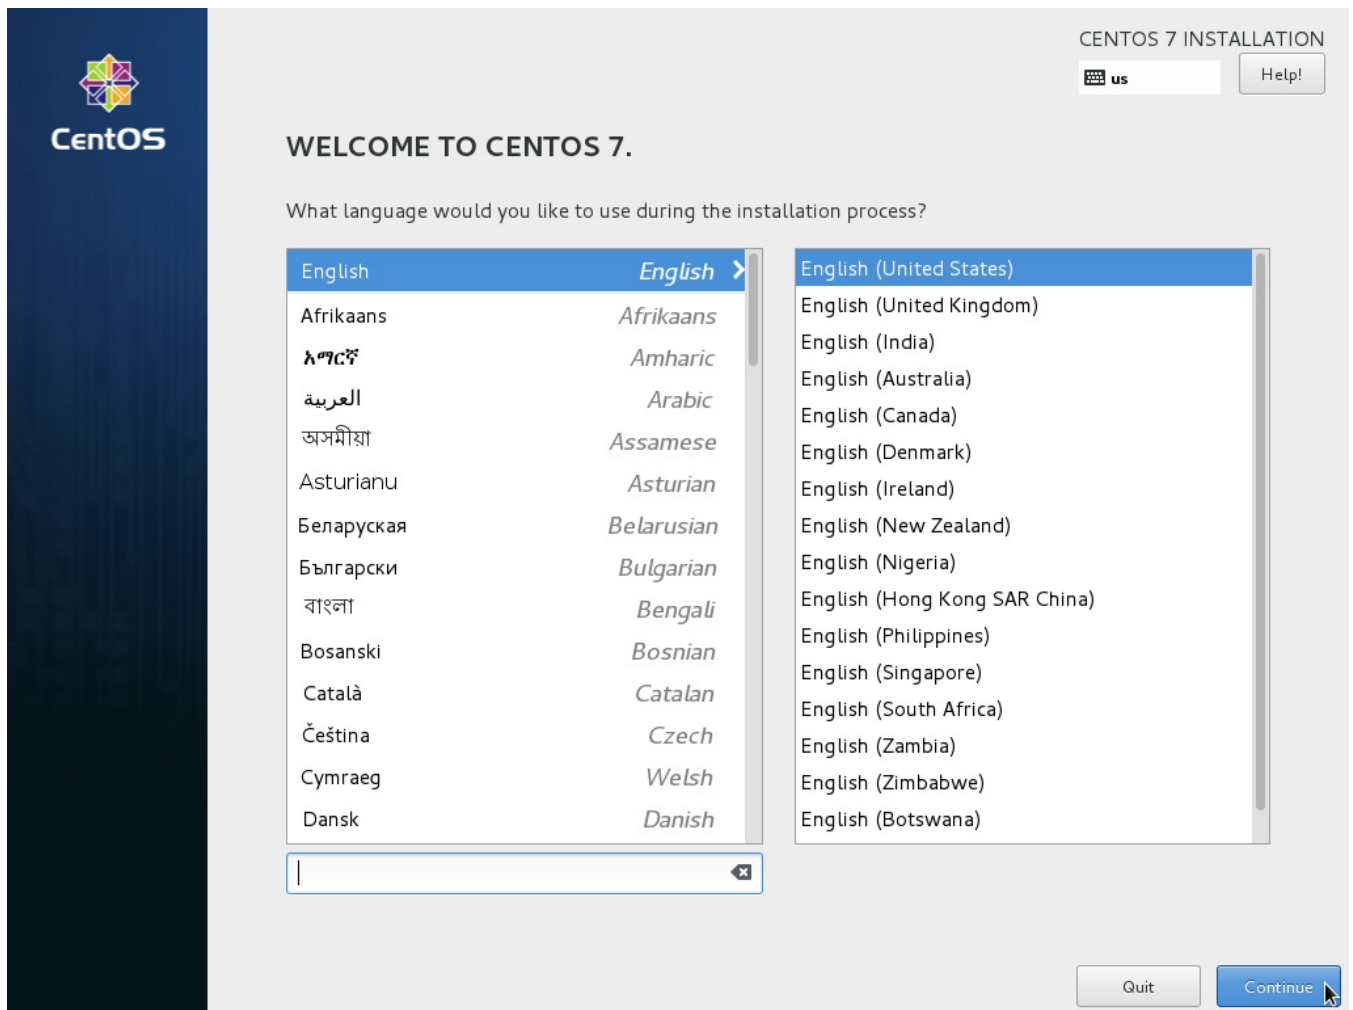 CentOS
CENTOS 7 INSTALLATION
us
Help!
WELCOME TO CENTOS 7.
What language would you like to use during the installation process?
English English
Afrikaans Afrikaans
አማርኛ Amharic
العربية Arabic
অসমীয়া Assamese
Asturianu Asturian
Беларуская Belarusian
Български Bulgarian
বাংলা Bengali
Bosanski Bosnian
Català Catalan
Čeština Czech
Cymraeg Welsh
Dansk Danish
English (United States)
English (United Kingdom)
English (India)
English (Australia)
English (Canada)
English (Denmark)
English (Ireland)
English (New Zealand)
English (Nigeria)
English (Hong Kong SAR China)
English (Philippines)
English (Singapore)
English (South Africa)
English (Zambia)
English (Zimbabwe)
English (Botswana)
Quit
Continue